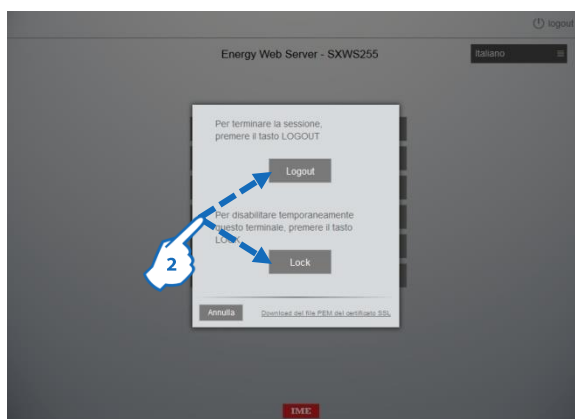 logout
Energy Web Server - SXWS255
Italiano
Per terminare la sessione,
premere il tasto LOGOUT
Logout
Per disabilitare temporaneamente
questo terminale, premere il tasto
LOCK
2
Lock
Annulla
Download del file PEM del certificato SSL
IME